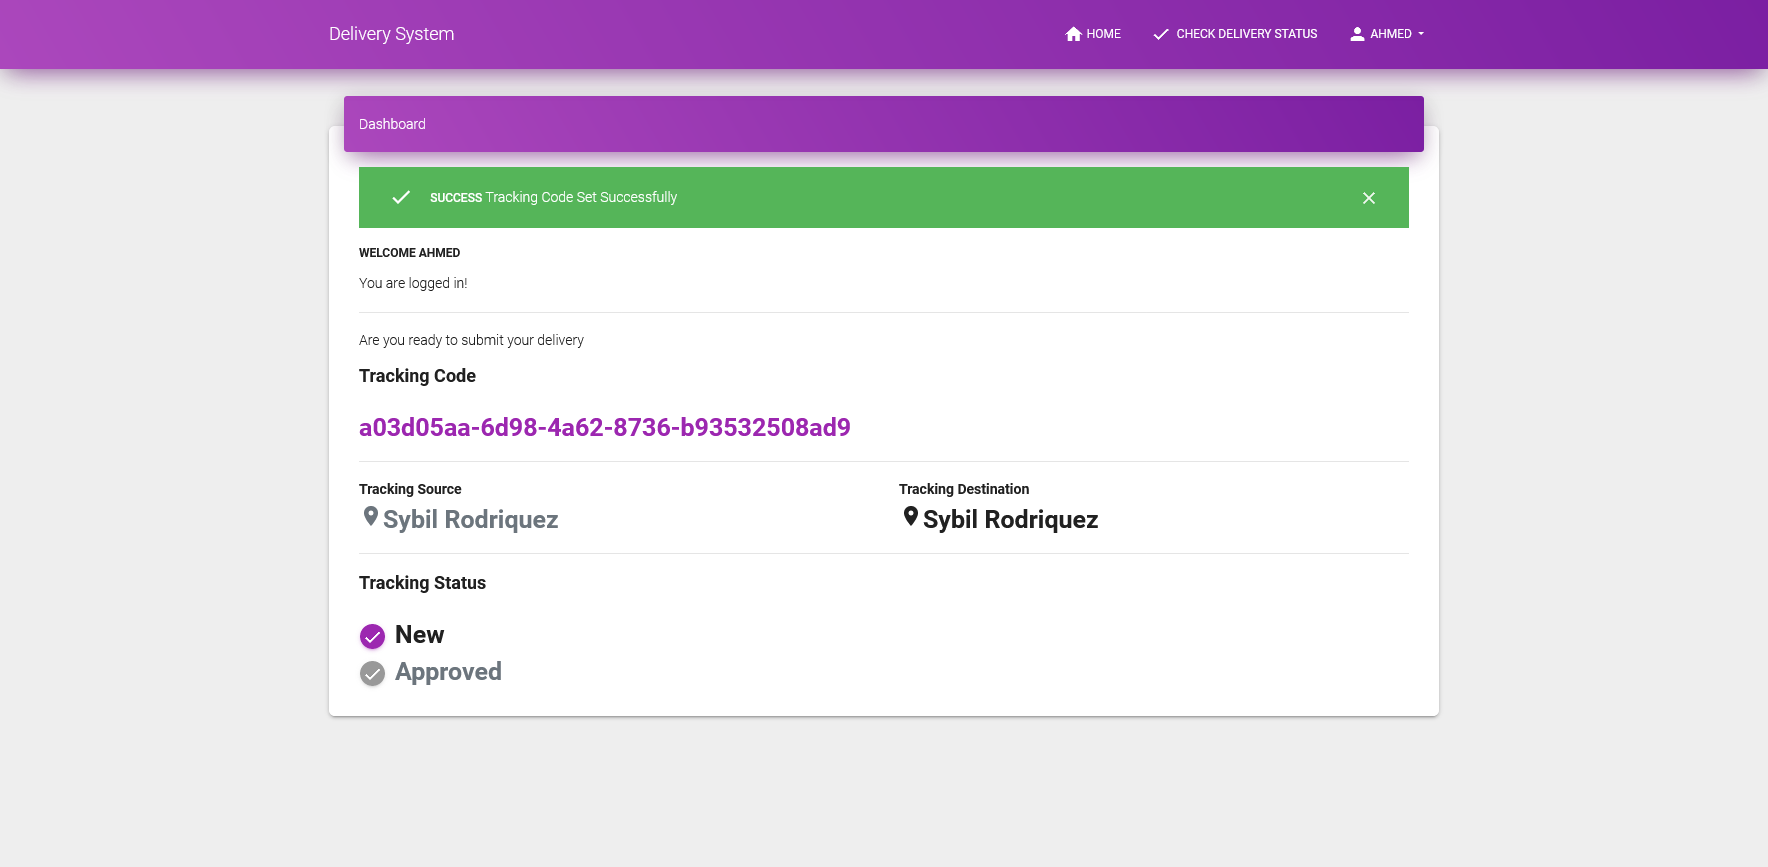 Delivery System
HOME
CHECK DELIVERY STATUS
AHMED
Dashboard
SUCCESS Tracking Code Set Successfully
WELCOME AHMED
You are logged in!
Are you ready to submit your delivery
Tracking Code
a03d05aa-6d98-4a62-8736-b93532508ad9
Tracking Source
Sybil Rodriquez
Tracking Destination
Sybil Rodriquez
Tracking Status
New
Approved